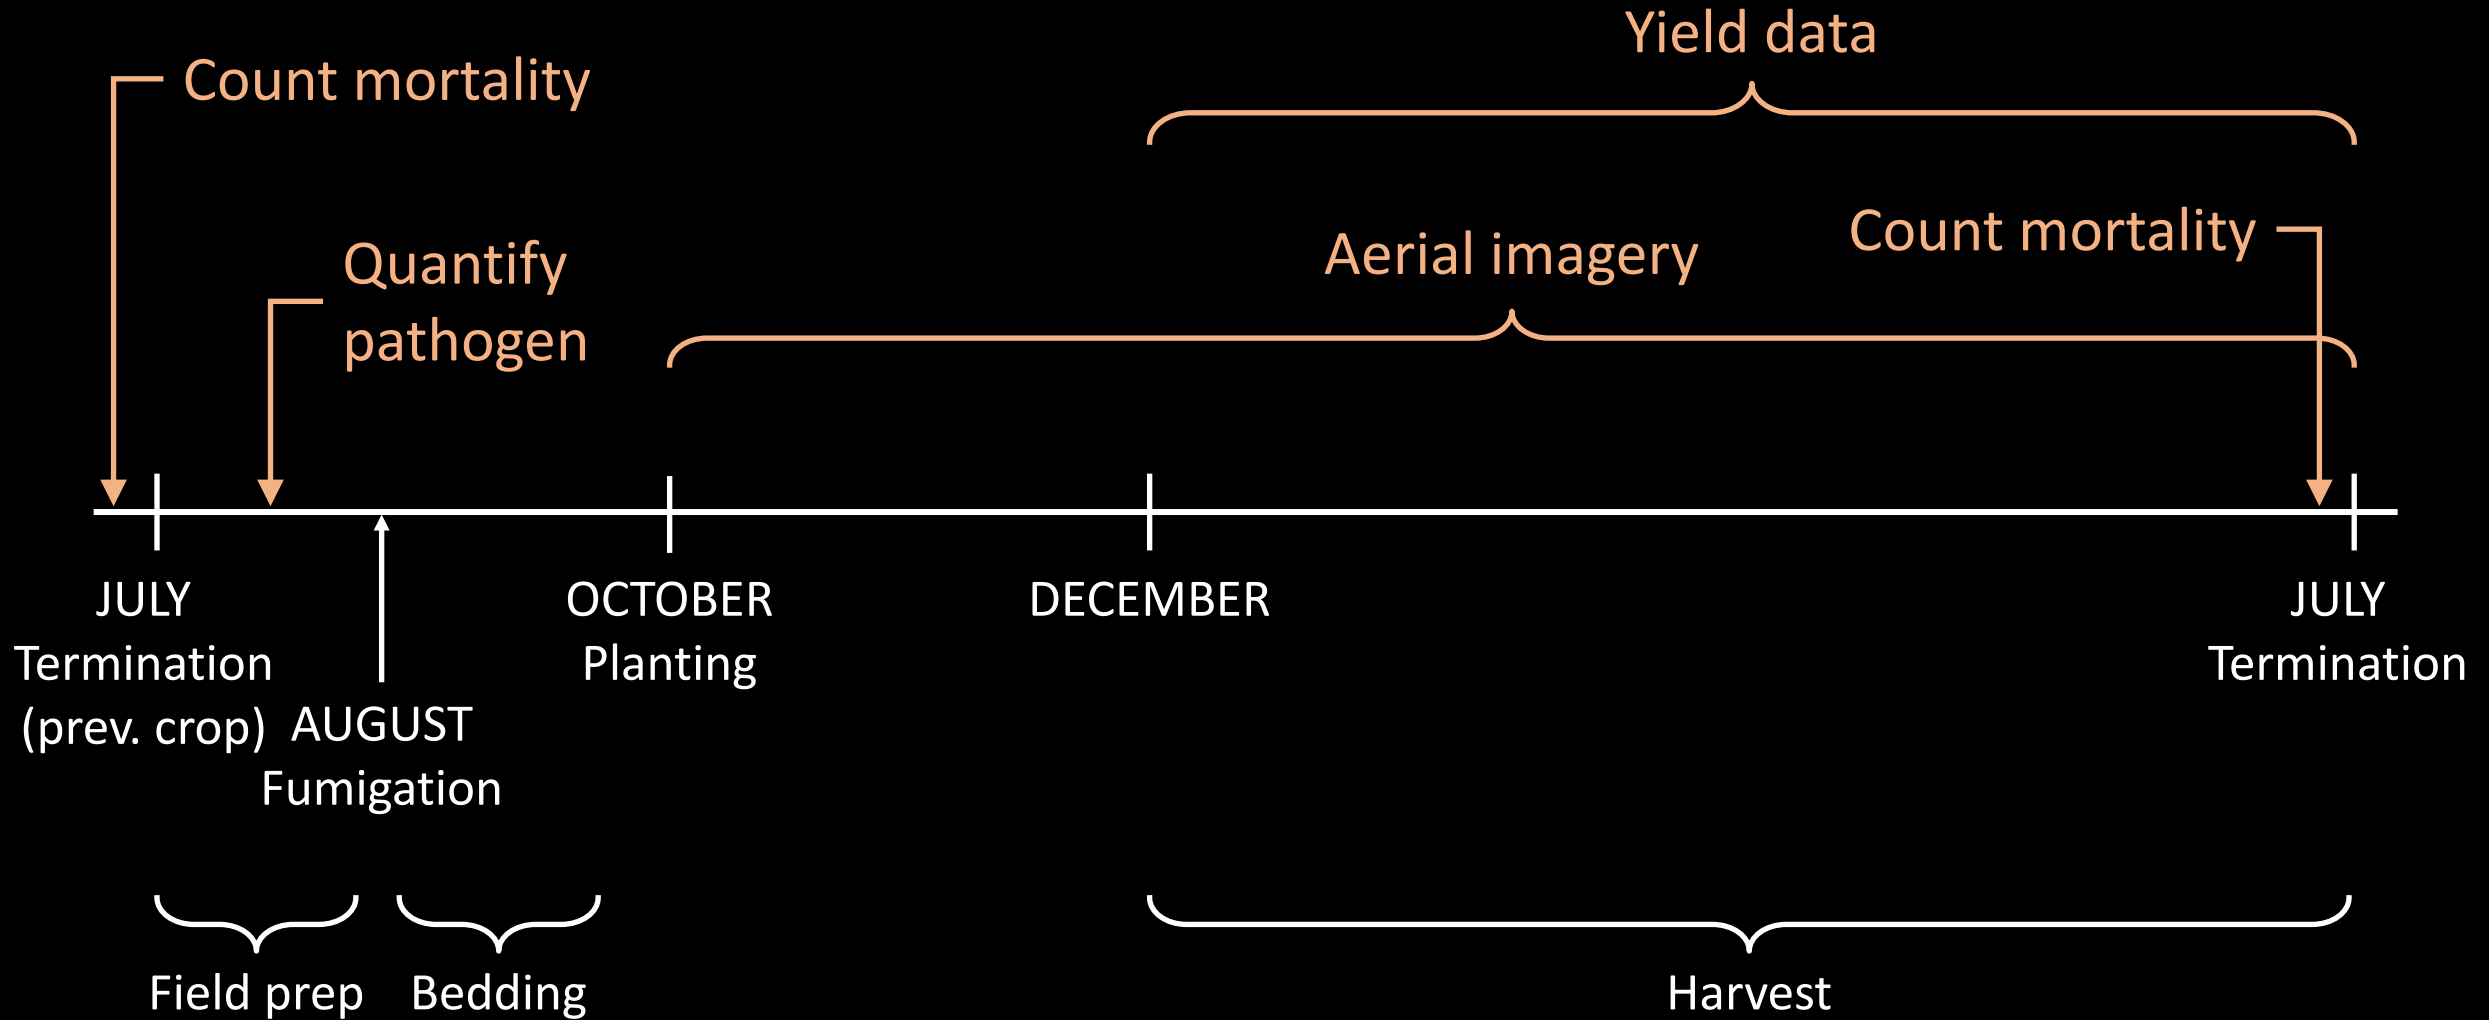 Yield data
Count mortality
Count mortality
Aerial imagery
Quantify
pathogen
JULY
Termination
(prev. crop)
AUGUST
Fumigation
OCTOBER
Planting
DECEMBER
JULY
Termination
Field prep
Bedding
Harvest